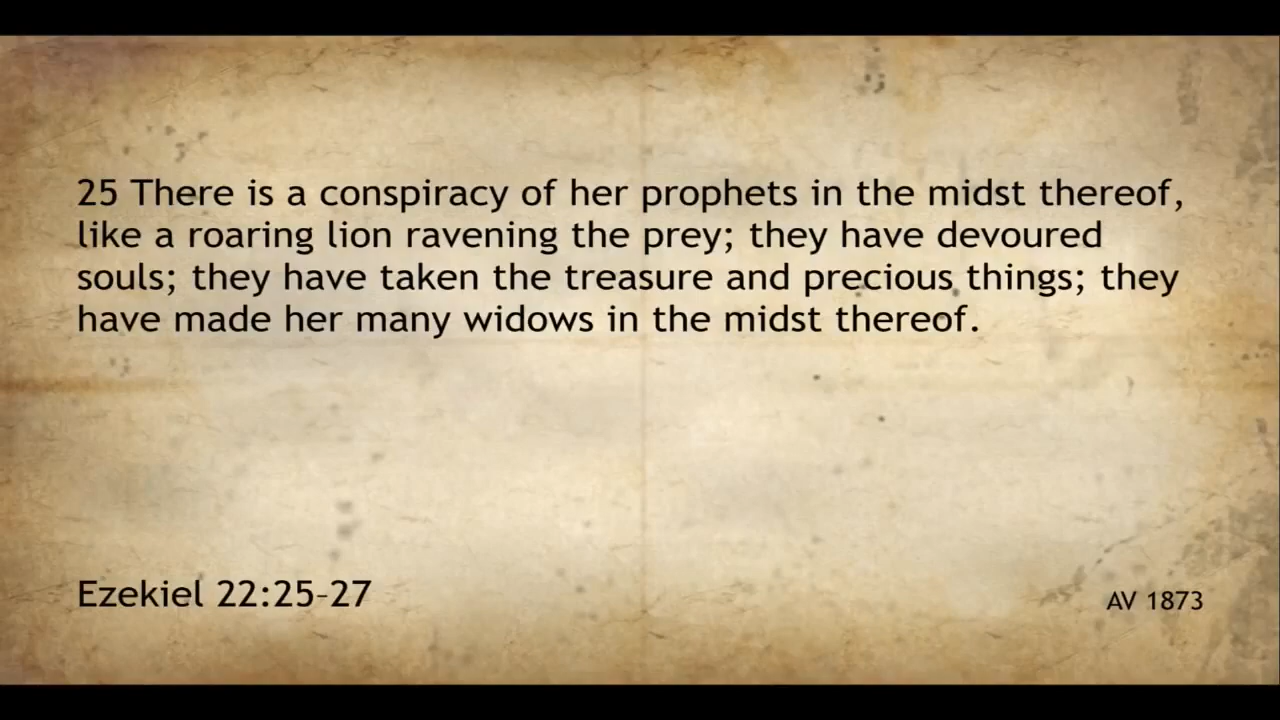 25 There is a conspiracy of her prophets in the midst thereof,
like a roaring lion ravening the prey; they have devoured
souls; they have taken the treasure and precious things; they
have made her many widows in the midst thereof.
Ezekiel 22:25–27
AV 1873